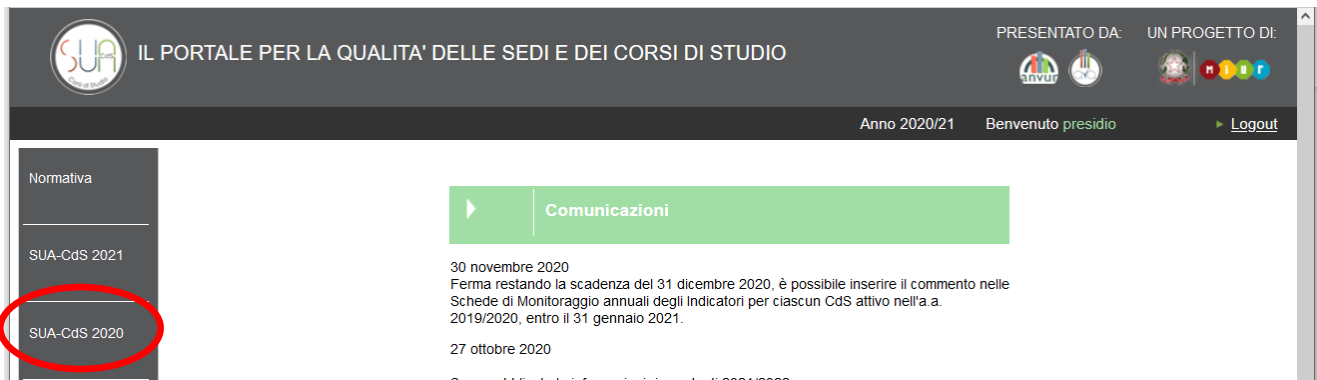 SUA
CdS
Corsi di Studio
IL PORTALE PER LA QUALITA' DELLE SEDI E DEI CORSI DI STUDIO
PRESENTATO DA:
UN PROGETTO DI:
anvur
miur
Anno 2020/21
Benvenuto presidio
Logout
Normativa
SUA-CdS 2021
SUA-CdS 2020
Comunicazioni
30 novembre 2020
Ferma restando la scadenza del 31 dicembre 2020, è possibile inserire il commento nelle
Schede di Monitoraggio annuali degli Indicatori per ciascun CdS attivo nell'a.a.
2019/2020, entro il 31 gennaio 2021.
27 ottobre 2020